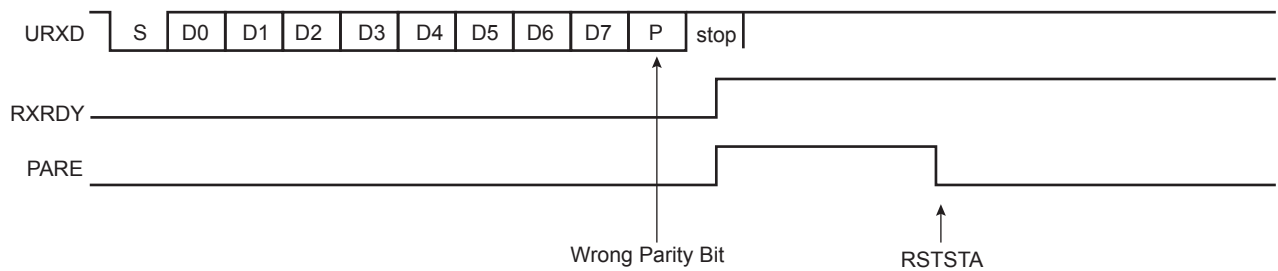 URXD S D0 D1 D2 D3 D4 D5 D6 D7 P stop
RXRDY
PARE
Wrong Parity Bit RSTSTA